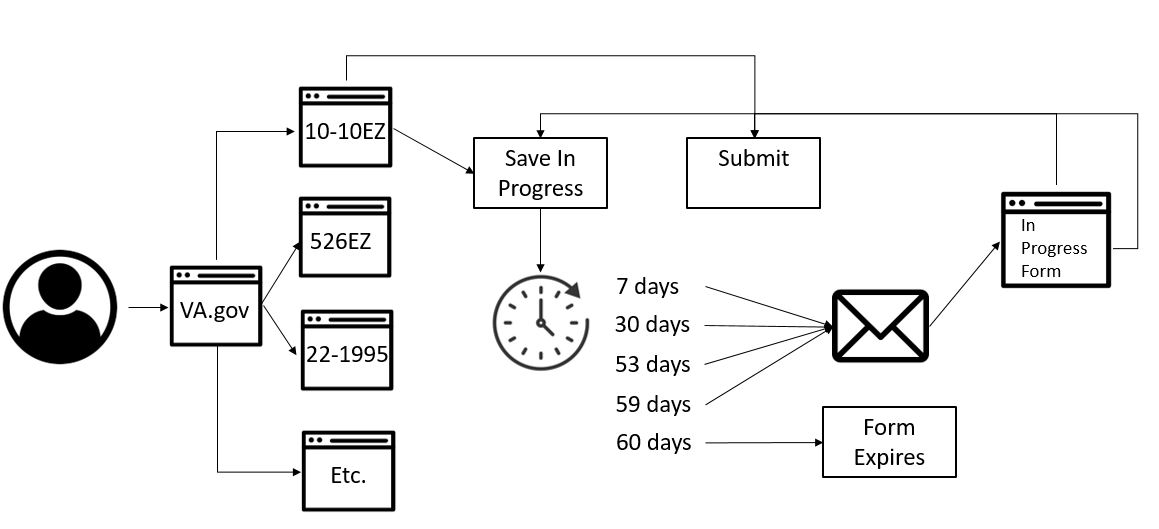 10-10EZ
Save In
Progress
Submit
In
Progress
Form
526EZ
VA.gov
22-1995
Etc.
7 days
30 days
53 days
59 days
60 days
Form
Expires